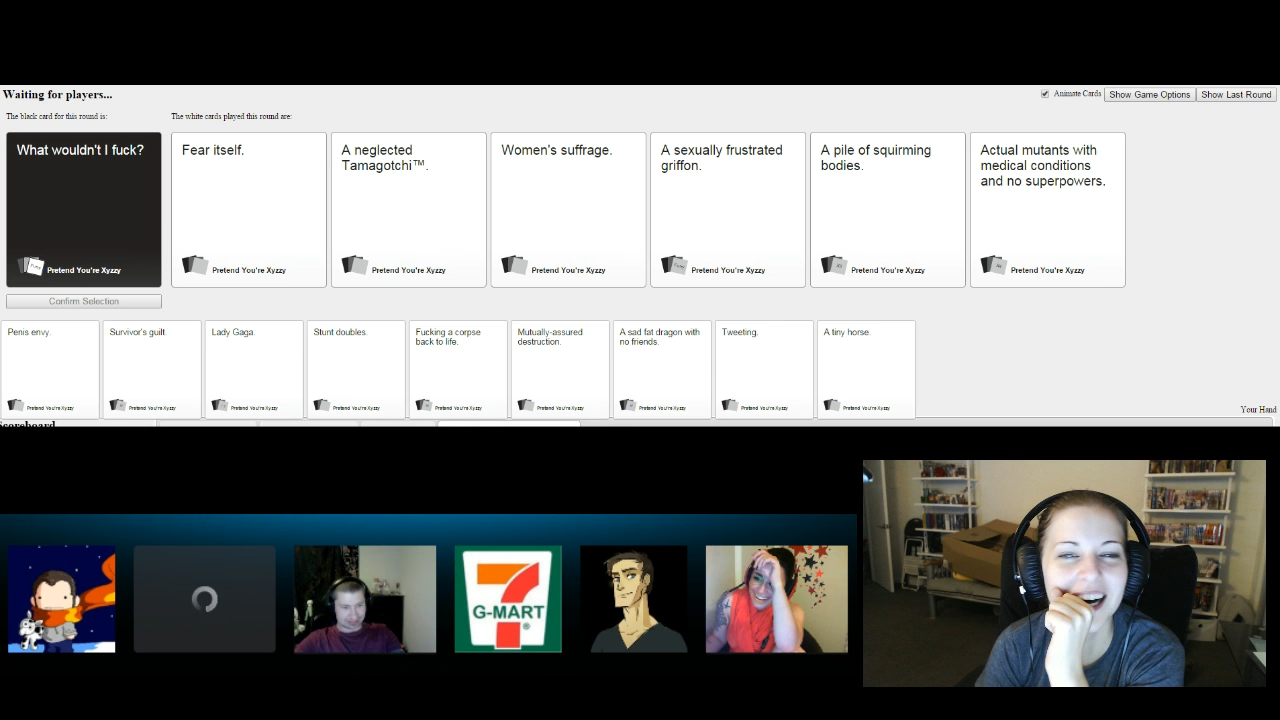 Waiting for players...
Animate Cards
Show Game Options
Show Last Round
The black card for this round is:
The white cards played this round are:
What wouldn't I fuck?
Pretend You're Xyzzy
Fear itself.
Pretend You're Xyzzy
A neglected
Tamagotchi™.
Pretend You're Xyzzy
Women's suffrage.
Pretend You're Xyzzy
A sexually frustrated
griffon.
Pretend You're Xyzzy
A pile of squirming
bodies.
Pretend You're Xyzzy
Actual mutants with
medical conditions
and no superpowers.
Pretend You're Xyzzy
Confirm Selection
Penis envy.
Pretend You're Xyzzy
Survivor's guilt.
Pretend You're Xyzzy
Lady Gaga.
Pretend You're Xyzzy
Stunt doubles.
Pretend You're Xyzzy
Fucking a corpse
back to life.
Pretend You're Xyzzy
Mutually-assured
destruction.
Pretend You're Xyzzy
A sad fat dragon with
no friends.
Pretend You're Xyzzy
Tweeting.
Pretend You're Xyzzy
A tiny horse.
Pretend You're Xyzzy
Your Hand
Scoreboard
7
G-MART